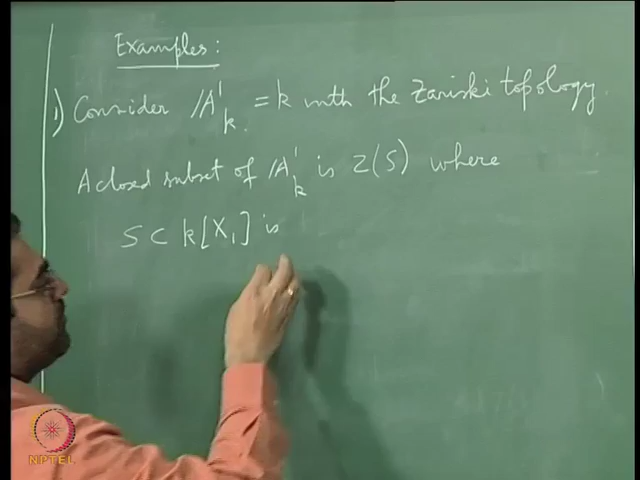 Examples:
1) Consider /A¹ₖ = k with the Zariski topology.
A closed subset of /A¹ₖ is Z(S) where
S ⊂ k[X₁] is
NPTEL